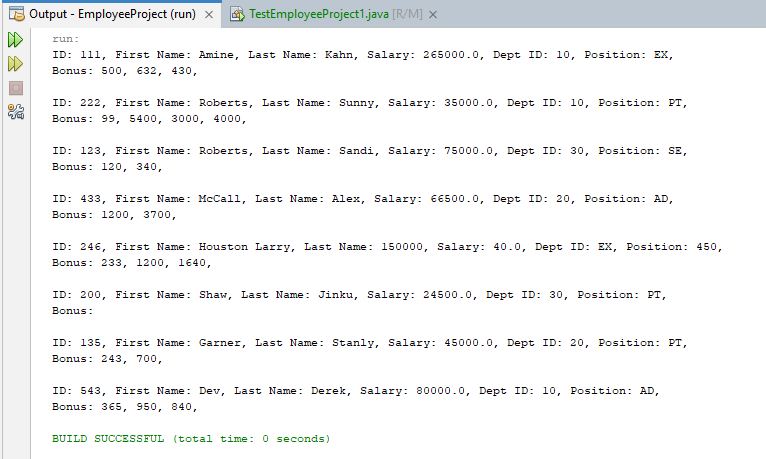 Output - EmployeeProject (run) × TestEmployeeProject1.java [R/M] ×
run:
ID: 111, First Name: Amine, Last Name: Kahn, Salary: 265000.0, Dept ID: 10, Position: EX,
Bonus: 500, 632, 430,
ID: 222, First Name: Roberts, Last Name: Sunny, Salary: 35000.0, Dept ID: 10, Position: PT,
Bonus: 99, 5400, 3000, 4000,
ID: 123, First Name: Roberts, Last Name: Sandi, Salary: 75000.0, Dept ID: 30, Position: SE,
Bonus: 120, 340,
ID: 433, First Name: McCall, Last Name: Alex, Salary: 66500.0, Dept ID: 20, Position: AD,
Bonus: 1200, 3700,
ID: 246, First Name: Houston Larry, Last Name: 150000, Salary: 40.0, Dept ID: EX, Position: 450,
Bonus: 233, 1200, 1640,
ID: 200, First Name: Shaw, Last Name: Jinku, Salary: 24500.0, Dept ID: 30, Position: PT,
Bonus:
ID: 135, First Name: Garner, Last Name: Stanly, Salary: 45000.0, Dept ID: 20, Position: PT,
Bonus: 243, 700,
ID: 543, First Name: Dev, Last Name: Derek, Salary: 80000.0, Dept ID: 10, Position: AD,
Bonus: 365, 950, 840,
BUILD SUCCESSFUL (total time: 0 seconds)